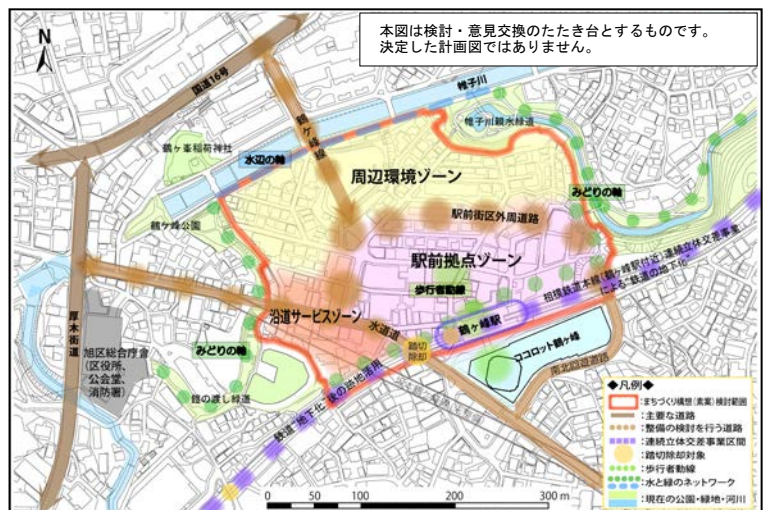 本図は検討・意見交換のたたき台とするものです。
決定した計画図ではありません。
N
国道16号
鶴ヶ峰線
帷子川
帷子川親水緑道
鶴ヶ峯稲荷神社
水辺の軸
周辺環境ゾーン
みどりの軸
鶴ケ峰公園
駅前街区外周道路
駅前拠点ゾーン
歩行者動線
相模鉄道本線(鶴ヶ峰駅付近)連続立体交差事業
による“鉄道の地下化”
沿道サービスゾーン
水道道
鶴ヶ峰駅
厚木街道
踏切
除却
ココロット鶴ヶ峰
旭区総合庁舎
(区役所、
公会堂、
消防署)
みどりの軸
南北図道路
鎧の渡し緑道
鉄道“地下化”後の跡地活用
◆凡例◆
:まちづくり構想(素案)検討範囲
:主要な道路
:整備の検討を行う道路
:連続立体交差事業区間
:踏切除却対象
:歩行者動線
:水と緑のネットワーク
:現在の公園・緑地・河川
0 50 100 200 300 m